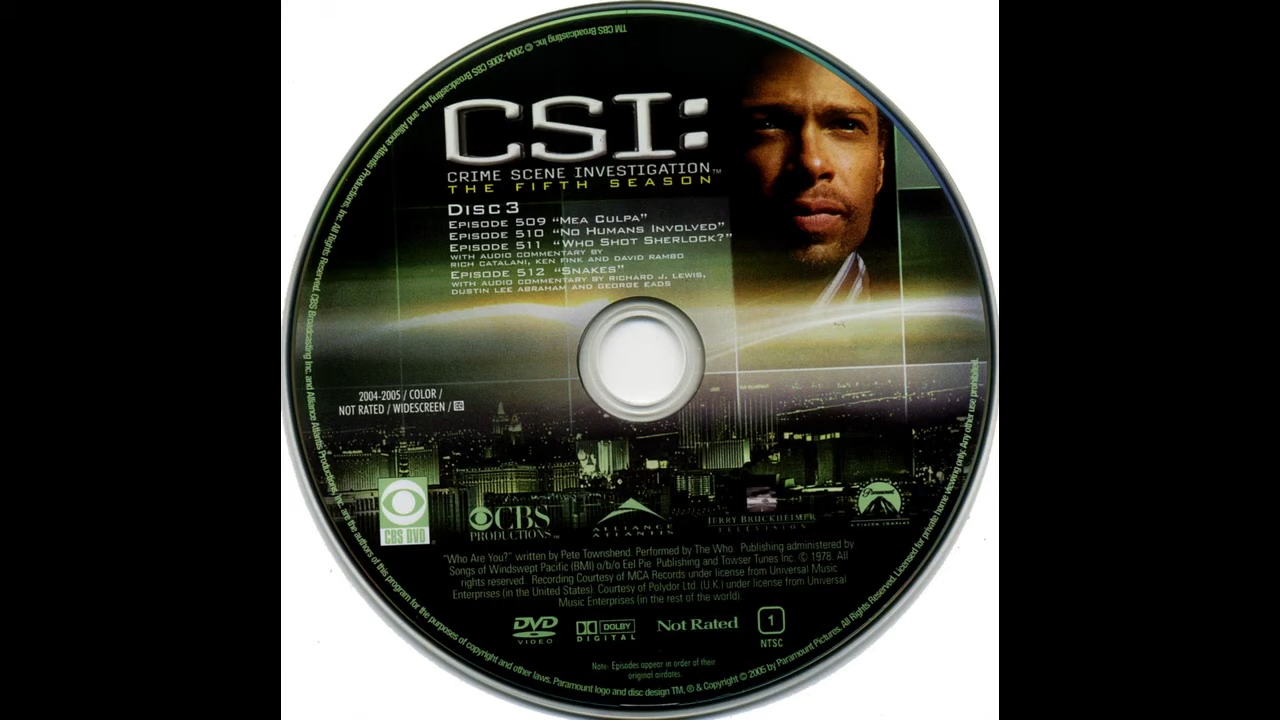 CSI:
CRIME SCENE INVESTIGATION™
THE FIFTH SEASON
DISC 3
EPISODE 509 "MEA CULPA"
EPISODE 510 "NO HUMANS INVOLVED"
EPISODE 511 "WHO SHOT SHERLOCK?"
WITH AUDIO COMMENTARY BY
RICH CATALANI, KEN FINK AND DAVID RAMBO
EPISODE 512 "SNAKES"
WITH AUDIO COMMENTARY BY RICHARD J. LEWIS,
DUSTIN LEE ABRAHAM AND GEORGE EADS
2004-2005 / COLOR /
NOT RATED / WIDESCREEN /
CBS DVD
CBS
PRODUCTIONS™
ALLIANCE
ATLANTIS
JERRY BRUCKHEIMER
TELEVISION
Paramount
"Who Are You?" written by Pete Townshend. Performed by The Who. Publishing administered by
Songs of Windswept Pacific (BMI) o/b/o Eel Pie Publishing and Towser Tunes Inc. © 1978. All
rights reserved. Recording Courtesy of MCA Records under license from Universal Music
Enterprises (in the United States). Courtesy of Polydor Ltd. (U.K.) under license from Universal
Music Enterprises (in the rest of the world).
DVD
VIDEO
DOLBY
DIGITAL
Not Rated
1
NTSC
Note: Episodes appear in order of their
original airdates.
TM CBS Broadcasting Inc. 2004-2005 CBS Broadcasting Inc. and Alliance Atlantis Productions, Inc. All Rights Reserved. CBS Broadcasting Inc. and Alliance Atlantis Productions, Inc. are the authors of this program for the purposes of copyright and other laws. Paramount logo and disc design TM, ® & Copyright © 2005 by Paramount Pictures. All Rights Reserved. Licensed for private home viewing only. Any other use prohibited.